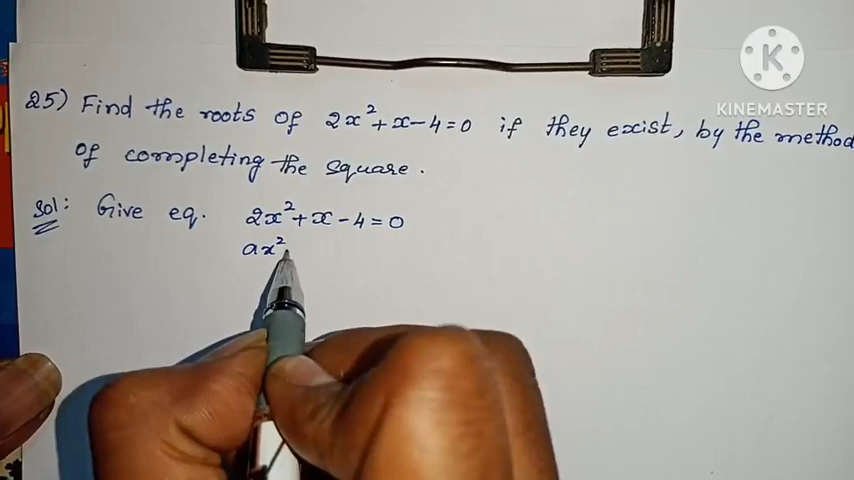 25) Find the roots of 2x²+x-4=0 if they exist, by the method
of completing the square.
Sol: Give eq. 2x²+x-4=0
ax²
K
KINEMASTER